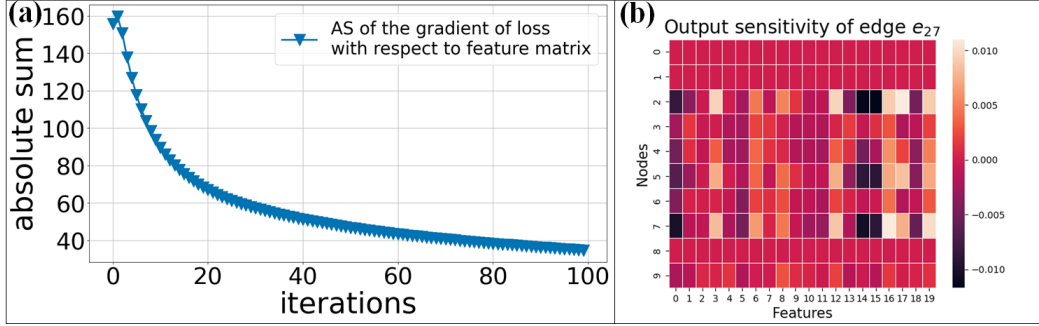 (a)
160
140
120
100
80
60
40
absolute sum
AS of the gradient of loss
with respect to feature matrix
0 20 40 60 80 100
iterations
(b)
Output sensitivity of edge e27
Nodes
0
1
2
3
4
5
6
7
8
9
0 1 2 3 4 5 6 7 8 9 10 11 12 13 14 15 16 17 18 19
Features
0.010
0.005
0.000
−0.005
−0.010